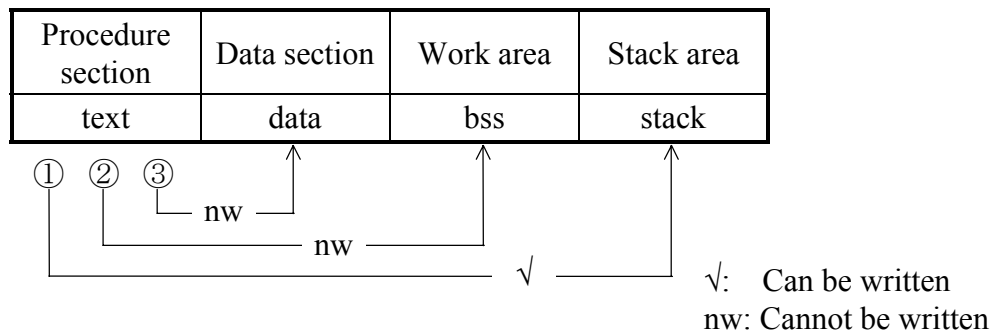 Procedure section Data section Work area Stack area
text data bss stack
① ② ③
nw
nw
√
√: Can be written
nw: Cannot be written